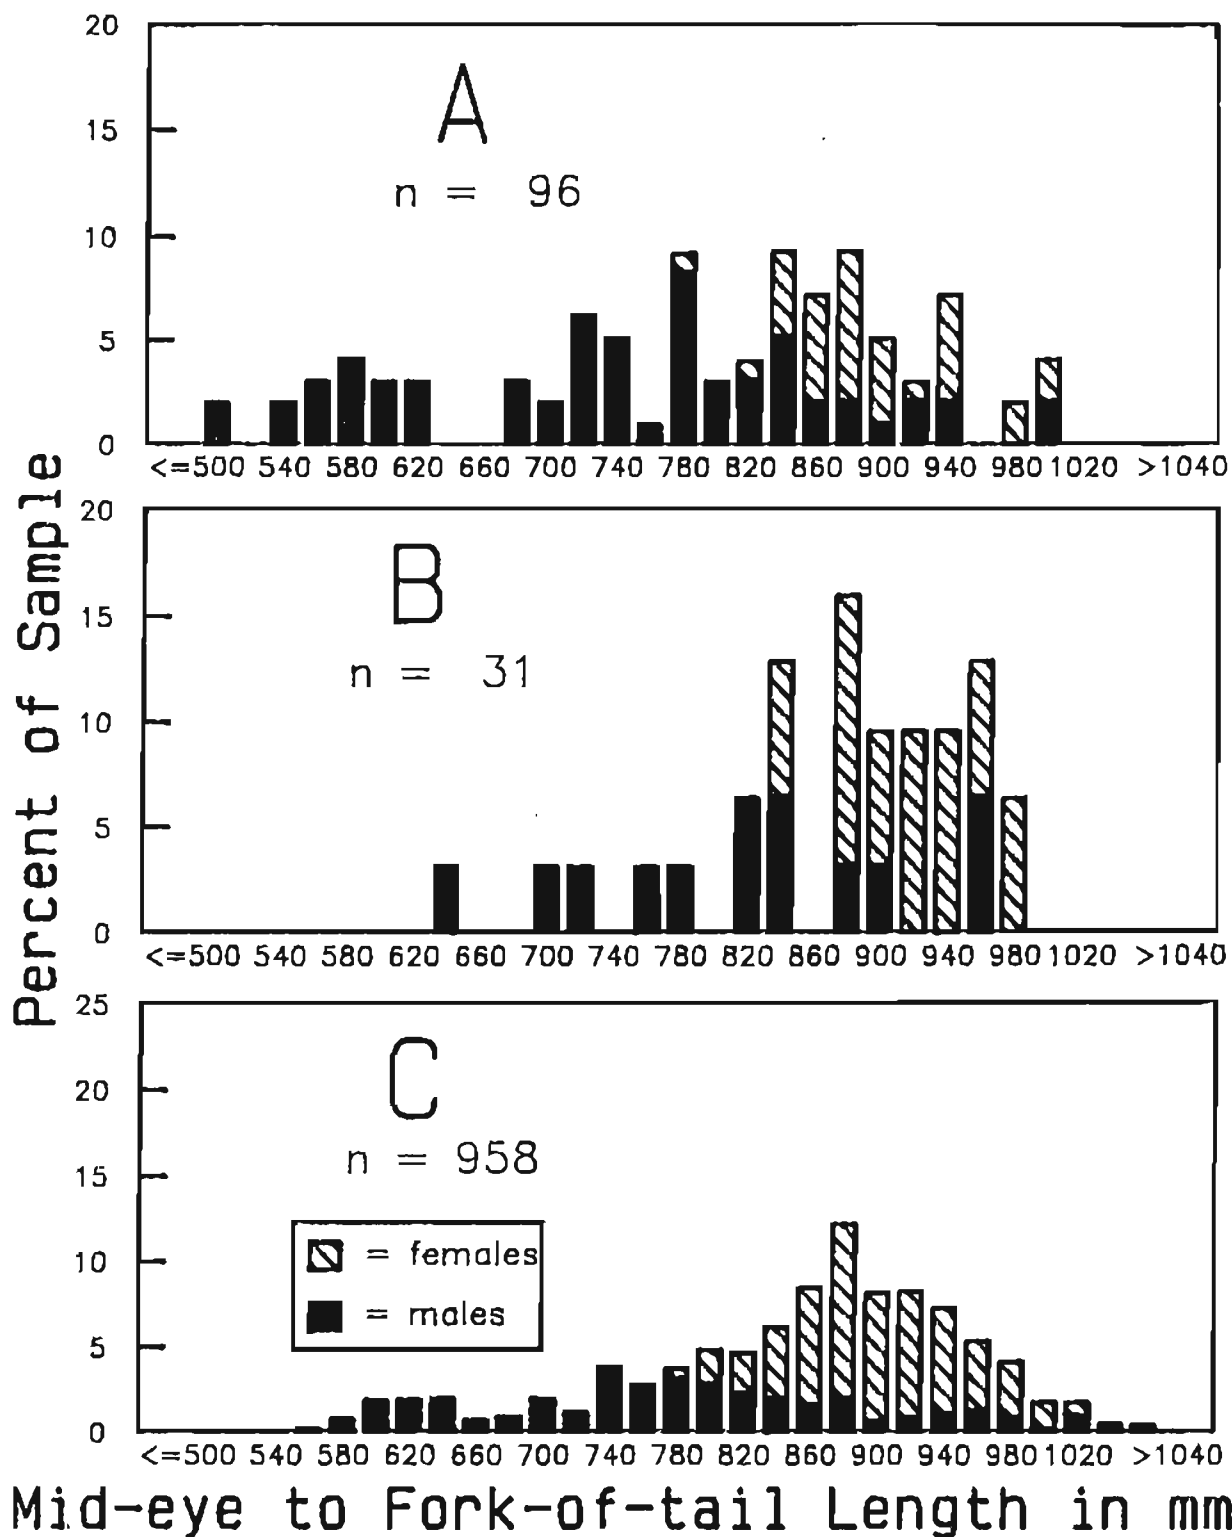 Percent of Sample
20
15
10
5
0
A
n = 96
<=500 540 580 620 660 700 740 780 820 860 900 940 980 1020 >1040
20
15
10
5
0
B
n = 31
<=500 540 580 620 660 700 740 780 820 860 900 940 980 1020 >1040
25
20
15
10
5
0
C
n = 958
= females
= males
<=500 540 580 620 660 700 740 780 820 860 900 940 980 1020 >1040
Mid-eye to Fork-of-tail Length in mm